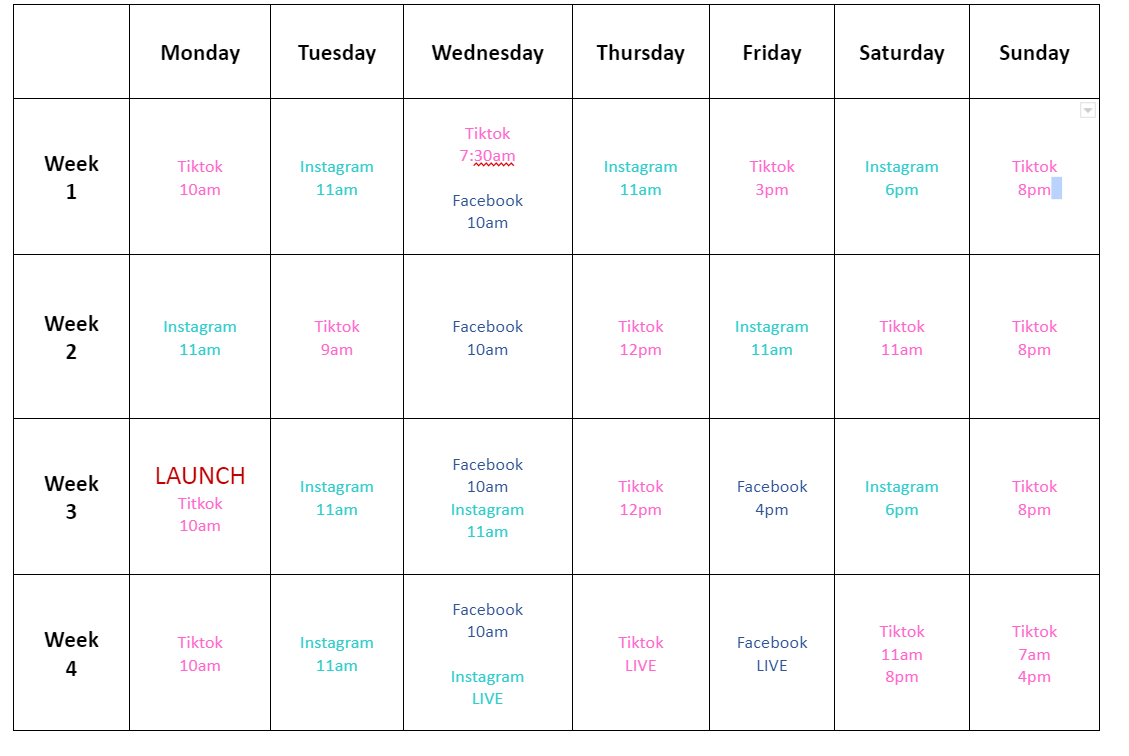 Monday Tuesday Wednesday Thursday Friday Saturday Sunday
Week
1
Tiktok
10am
Instagram
11am
Tiktok
7:30am
Facebook
10am
Instagram
11am
Tiktok
3pm
Instagram
6pm
Tiktok
8pm
Week
2
Instagram
11am
Tiktok
9am
Facebook
10am
Tiktok
12pm
Instagram
11am
Tiktok
11am
Tiktok
8pm
Week
3
LAUNCH
Titkok
10am
Instagram
11am
Facebook
10am
Instagram
11am
Tiktok
12pm
Facebook
4pm
Instagram
6pm
Tiktok
8pm
Week
4
Tiktok
10am
Instagram
11am
Facebook
10am
Instagram
LIVE
Tiktok
LIVE
Facebook
LIVE
Tiktok
11am
8pm
Tiktok
7am
4pm